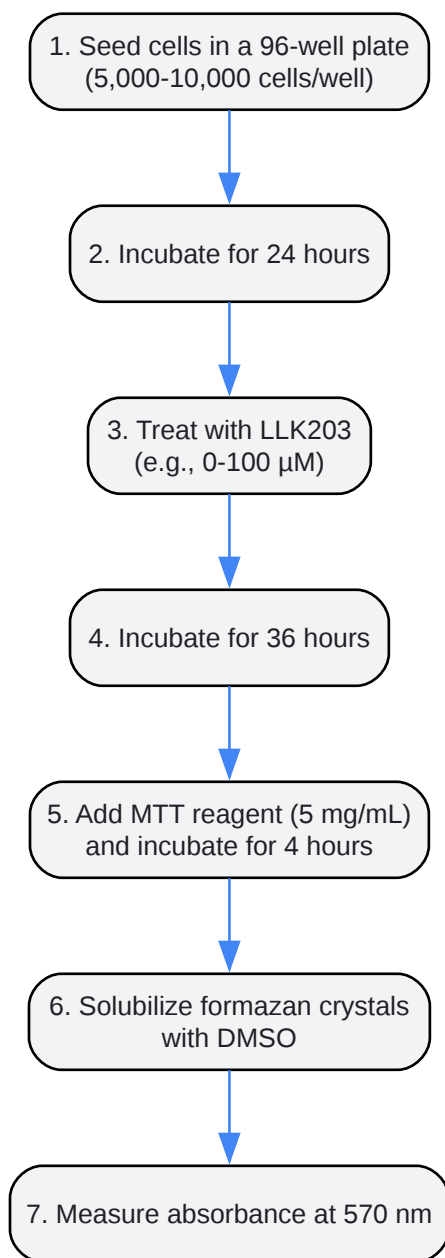 1. Seed cells in a 96-well plate
(5,000-10,000 cells/well)
2. Incubate for 24 hours
3. Treat with LLK203
(e.g., 0-100 µM)
4. Incubate for 36 hours
5. Add MTT reagent (5 mg/mL)
and incubate for 4 hours
6. Solubilize formazan crystals
with DMSO
7. Measure absorbance at 570 nm